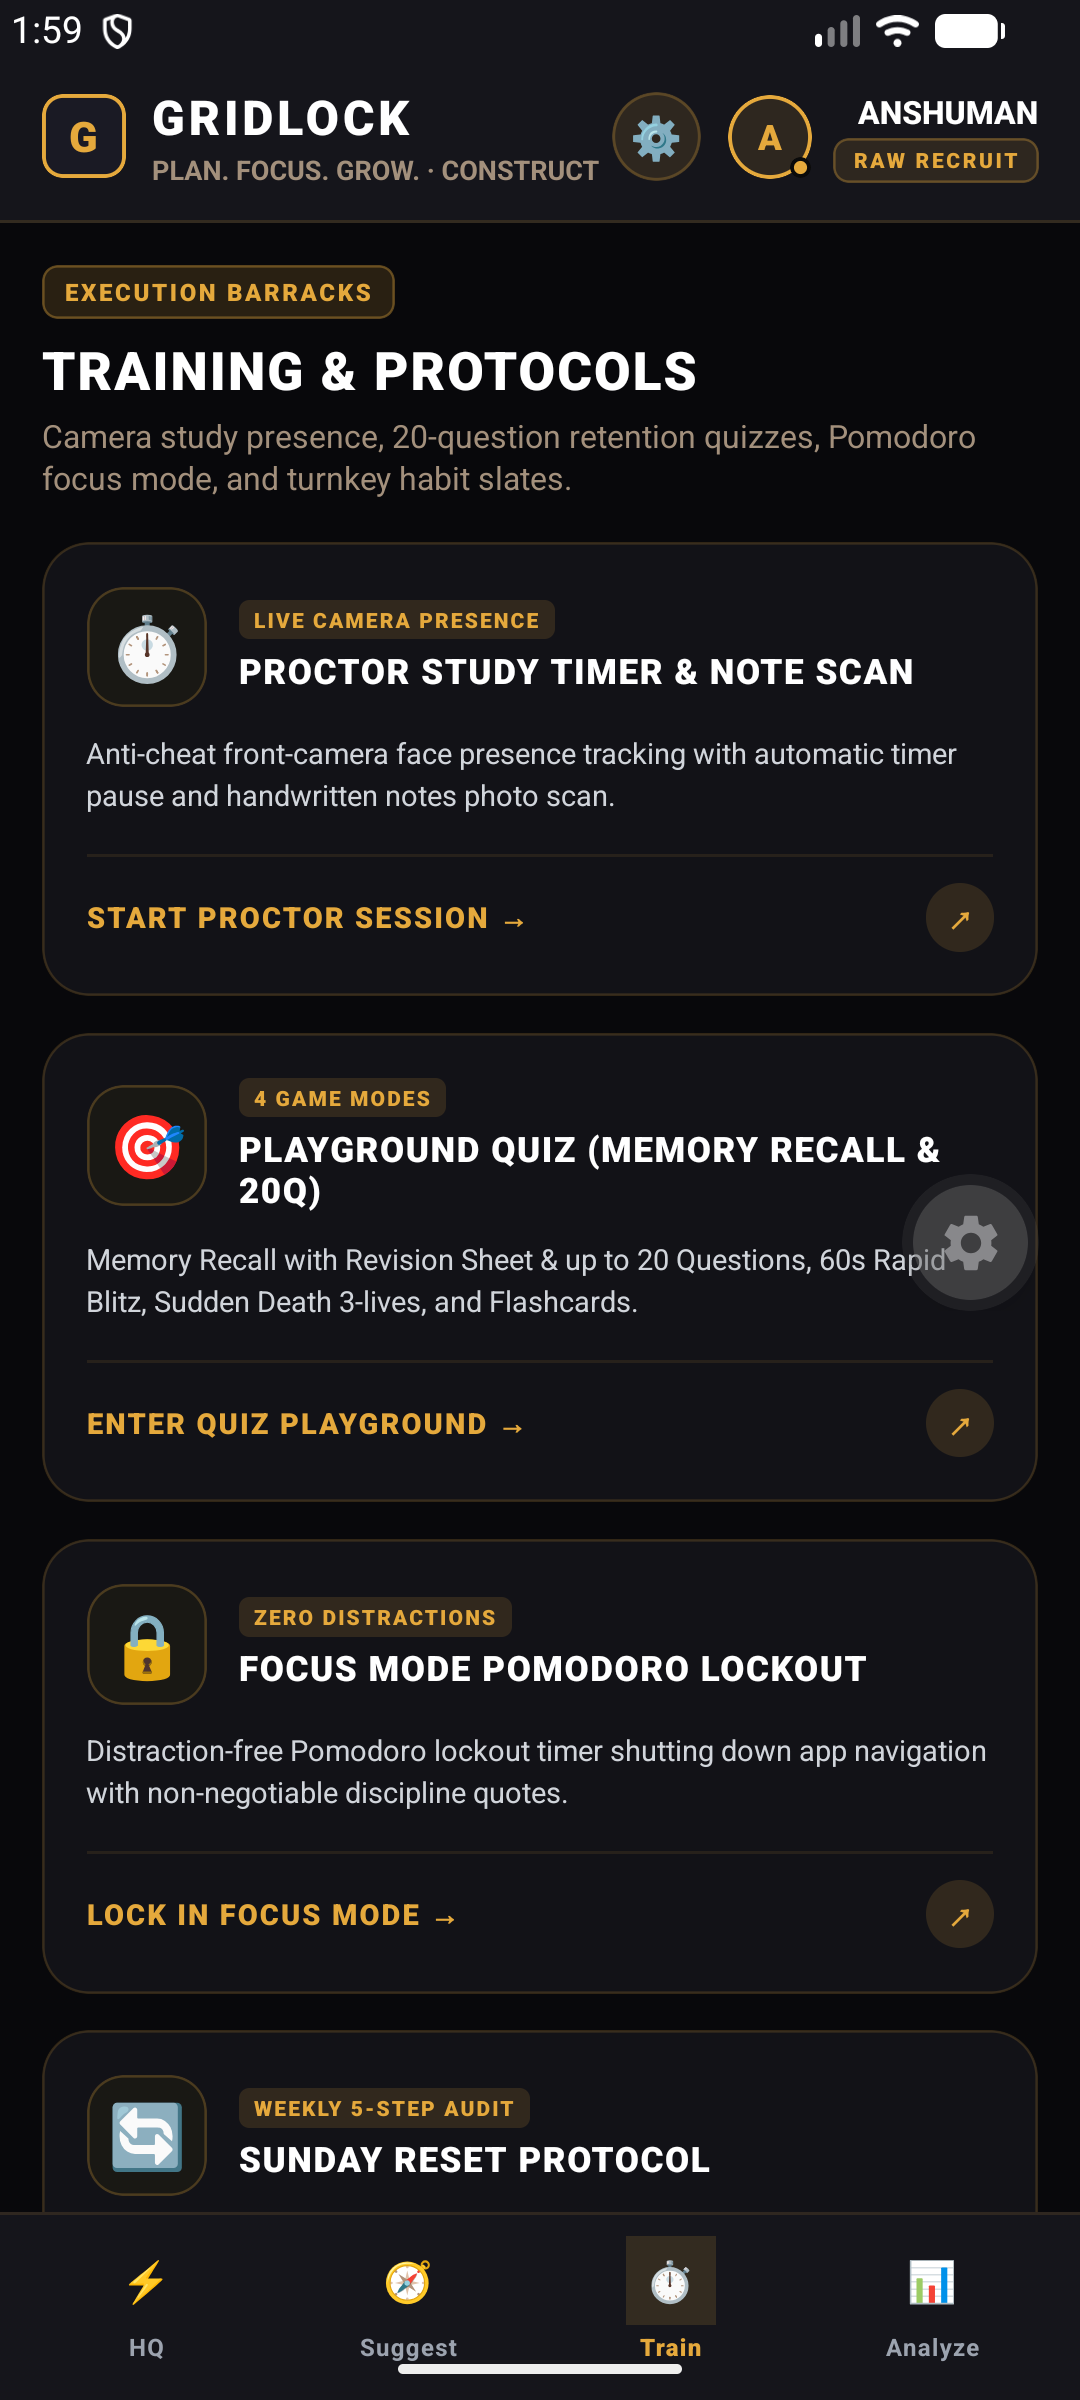 1:59
G
GRIDLOCK
PLAN. FOCUS. GROW. · CONSTRUCT
A
ANSHUMAN
RAW RECRUIT
EXECUTION BARRACKS
TRAINING & PROTOCOLS
Camera study presence, 20-question retention quizzes, Pomodoro
focus mode, and turnkey habit slates.
LIVE CAMERA PRESENCE
PROCTOR STUDY TIMER & NOTE SCAN
Anti-cheat front-camera face presence tracking with automatic timer
pause and handwritten notes photo scan.
START PROCTOR SESSION →
↗
4 GAME MODES
PLAYGROUND QUIZ (MEMORY RECALL &
20Q)
Memory Recall with Revision Sheet & up to 20 Questions, 60s Rapid
Blitz, Sudden Death 3-lives, and Flashcards.
ENTER QUIZ PLAYGROUND →
↗
ZERO DISTRACTIONS
FOCUS MODE POMODORO LOCKOUT
Distraction-free Pomodoro lockout timer shutting down app navigation
with non-negotiable discipline quotes.
LOCK IN FOCUS MODE →
↗
WEEKLY 5-STEP AUDIT
SUNDAY RESET PROTOCOL
HQ
Suggest
Train
Analyze